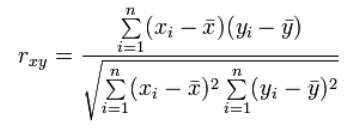 r_{xy} = \frac{\sum_{i=1}^{n}(x_i - \bar{x})(y_i - \bar{y})}{\sqrt{\sum_{i=1}^{n}(x_i - \bar{x})^2 \sum_{i=1}^{n}(y_i - \bar{y})^2}}